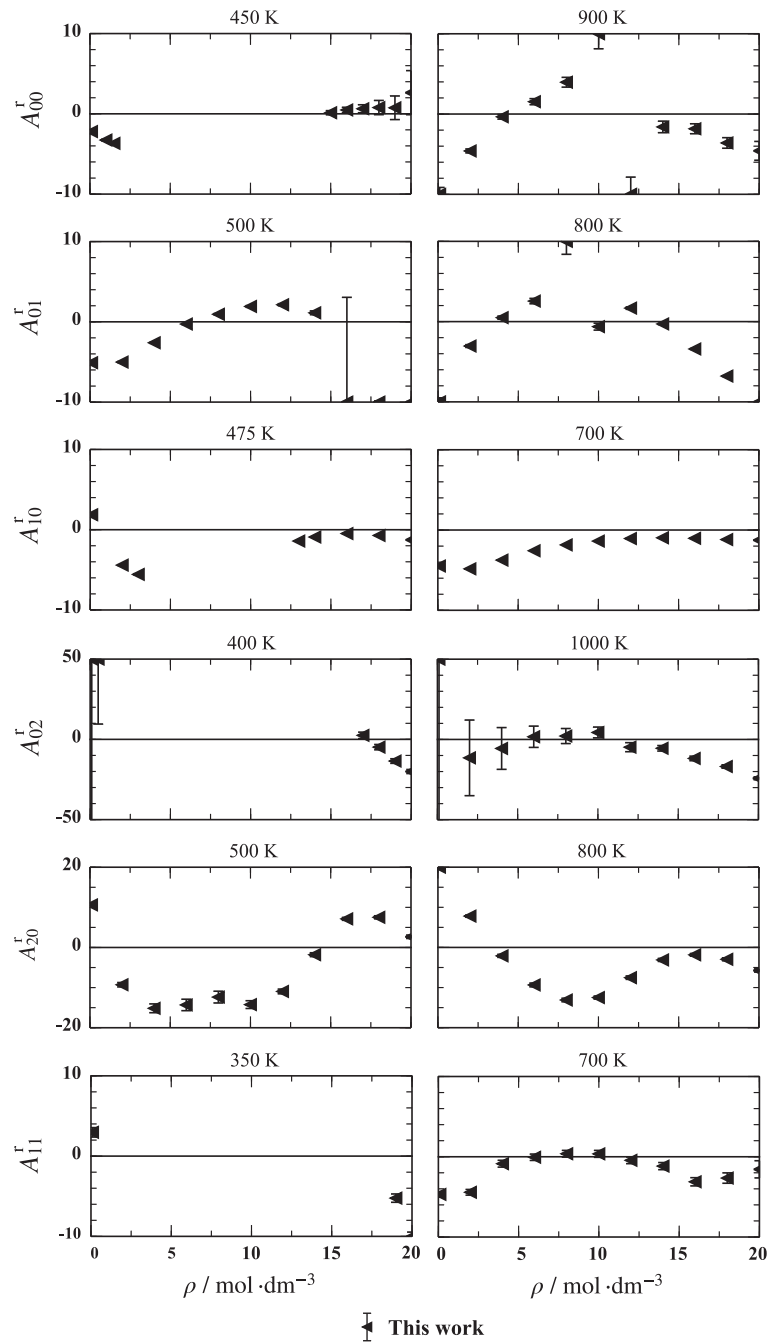 450 K 900 K
10
0
-10
A^r_00
500 K 800 K
10
0
-10
A^r_01
475 K 700 K
10
0
-10
A^r_10
400 K 1000 K
50
0
-50
A^r_02
500 K 800 K
20
0
-20
A^r_20
350 K 700 K
10
0
-10
A^r_11
0 5 10 15 20 0 5 10 15 20
ρ / mol·dm⁻³ ρ / mol·dm⁻³
This work